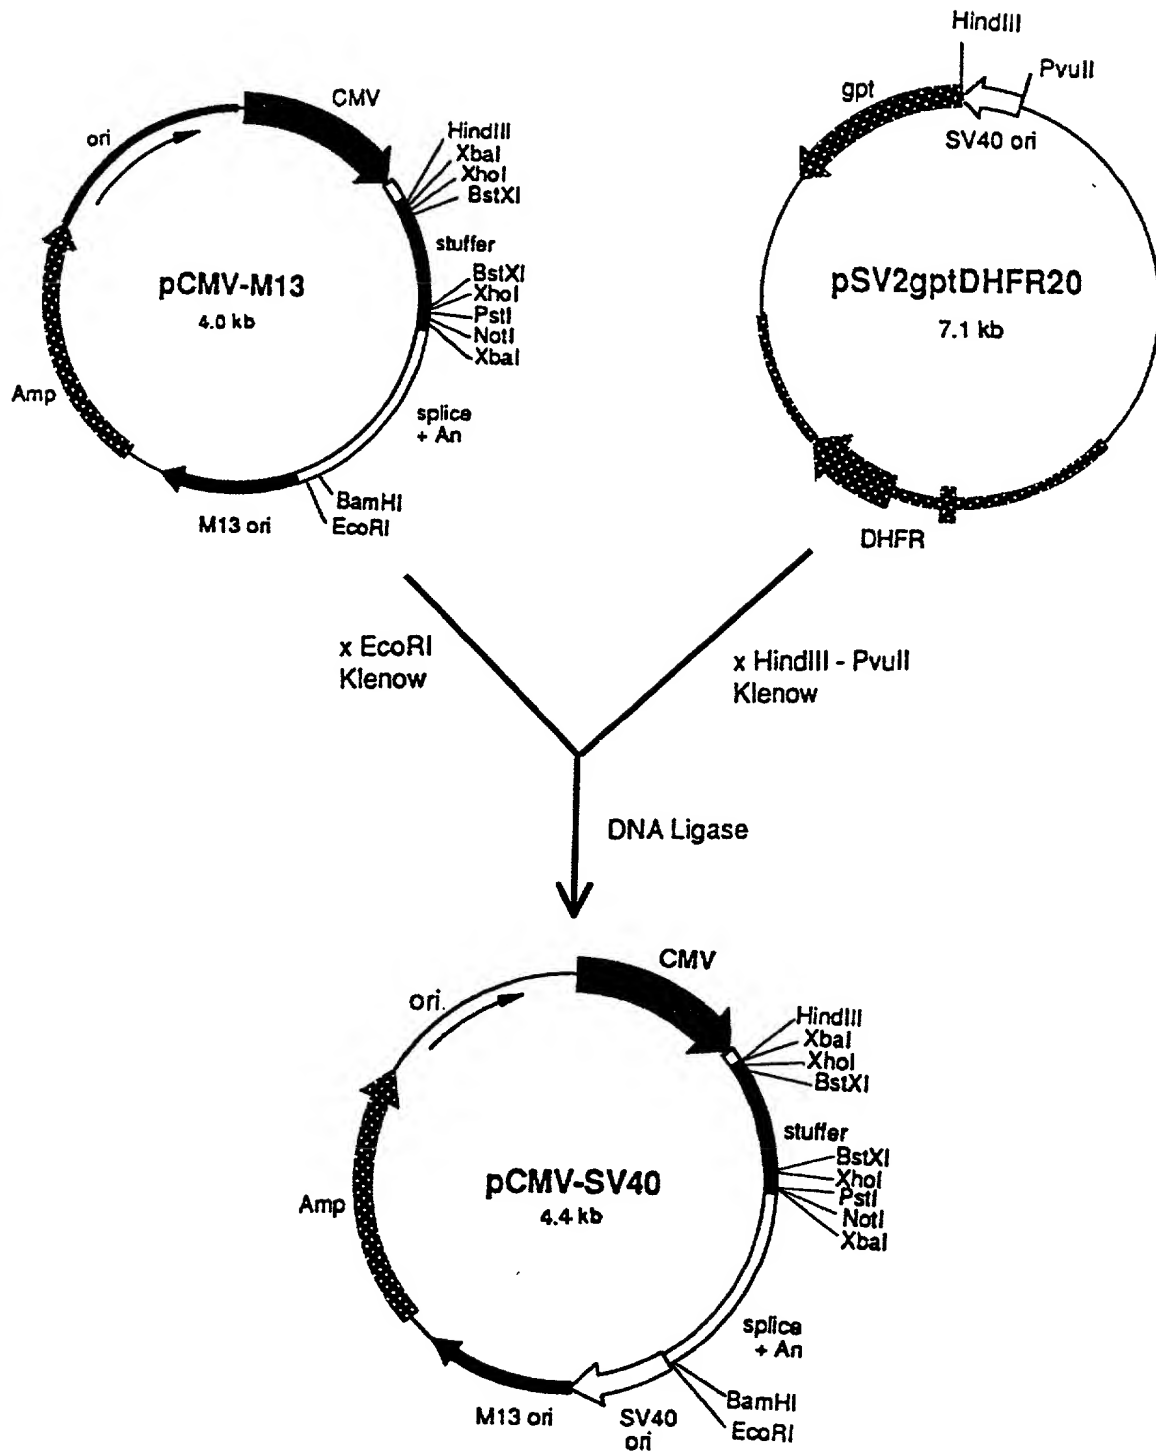 CMV
ori
HindIII
XbaI
XhoI
BstXI
stuffer
BstXI
XhoI
PstI
NotI
XbaI
pCMV-M13
4.0 kb
Amp
splice
+ An
BamHI
EcoRI
M13 ori
HindIII
PvuII
gpt
SV40 ori
pSV2gptDHFR20
7.1 kb
DHFR
x EcoRI
Klenow
x HindIII - PvuII
Klenow
DNA Ligase
CMV
ori
HindIII
XbaI
XhoI
BstXI
stuffer
BstXI
XhoI
PstI
NotI
XbaI
pCMV-SV40
4.4 kb
Amp
splice
+ An
BamHI
EcoRI
M13 ori
SV40
ori